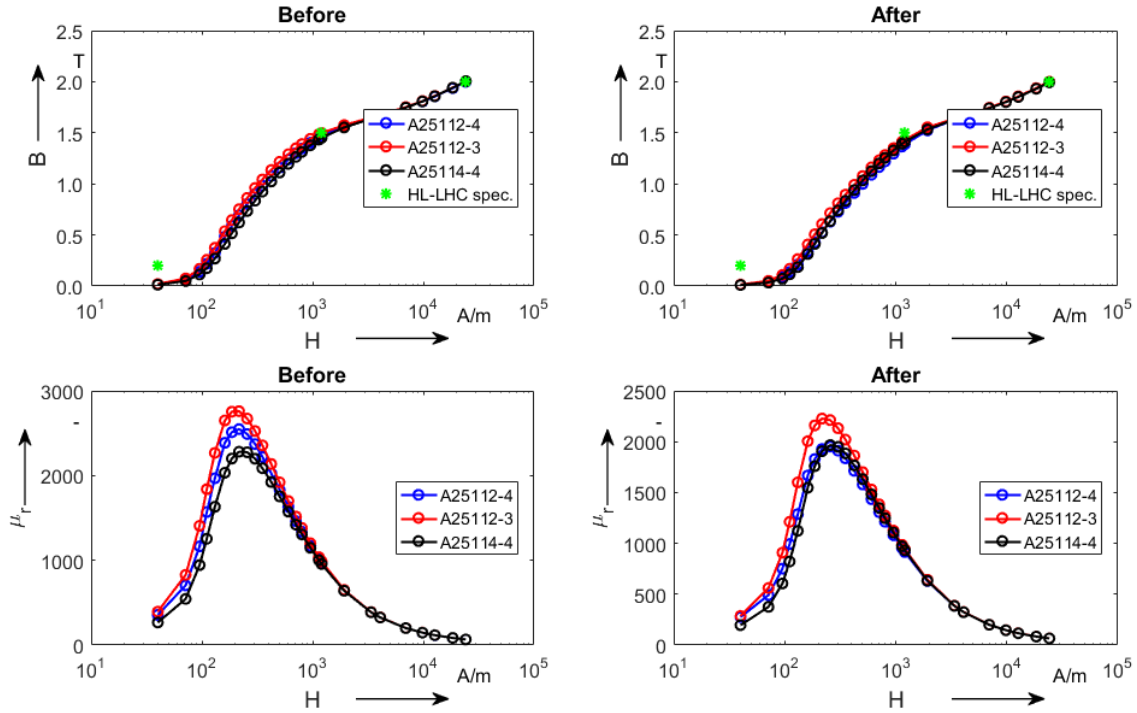 Before
2.5
T
2.0
1.5
1.0
0.5
0.0
B
A25112-4
A25112-3
A25114-4
HL-LHC spec.
10^1 10^2 10^3 10^4 10^5
A/m
H
After
2.5
T
2.0
1.5
1.0
0.5
0.0
B
A25112-4
A25112-3
A25114-4
HL-LHC spec.
10^1 10^2 10^3 10^4 10^5
A/m
H
Before
3000
-
2000
1000
0
μ_r
A25112-4
A25112-3
A25114-4
10^1 10^2 10^3 10^4 10^5
A/m
H
After
2500
-
2000
1500
1000
500
0
μ_r
A25112-4
A25112-3
A25114-4
10^1 10^2 10^3 10^4 10^5
A/m
H